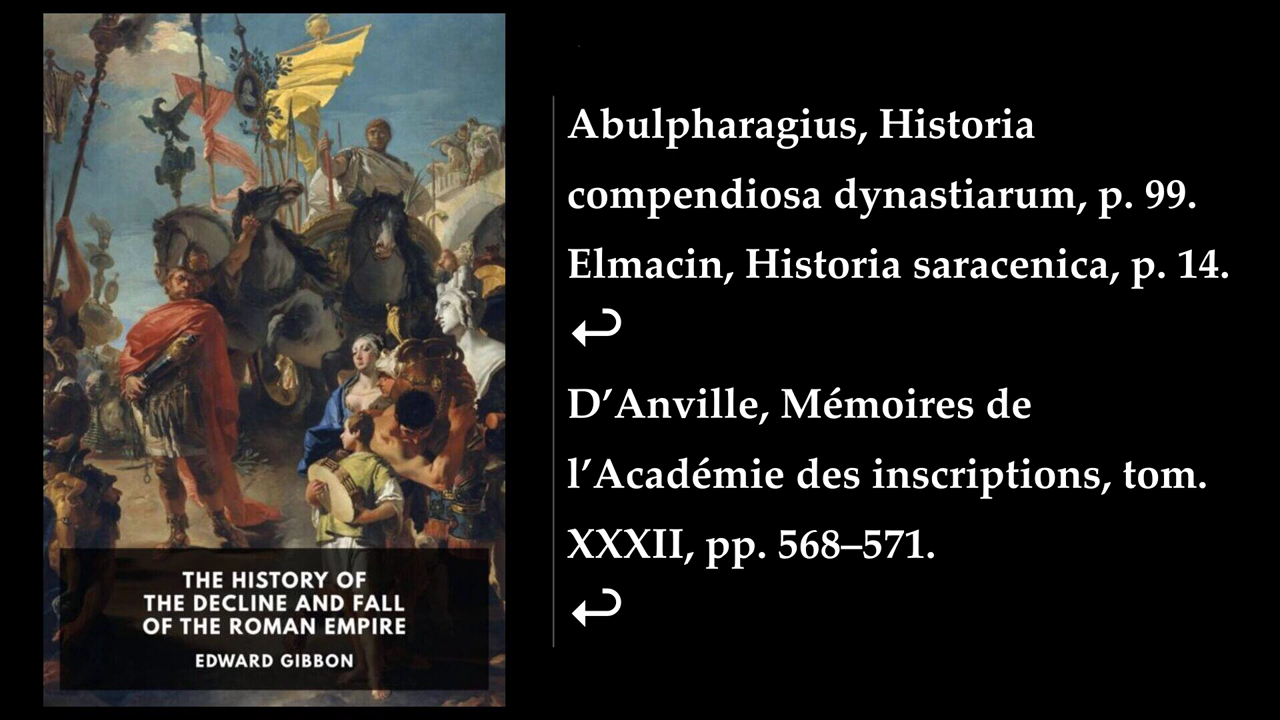 THE HISTORY OF
THE DECLINE AND FALL
OF THE ROMAN EMPIRE
EDWARD GIBBON
Abulpharagius, Historia
compendiosa dynastiarum, p. 99.
Elmacin, Historia saracenica, p. 14.
↩
D’Anville, Mémoires de
l’Académie des inscriptions, tom.
XXXII, pp. 568–571.
↩